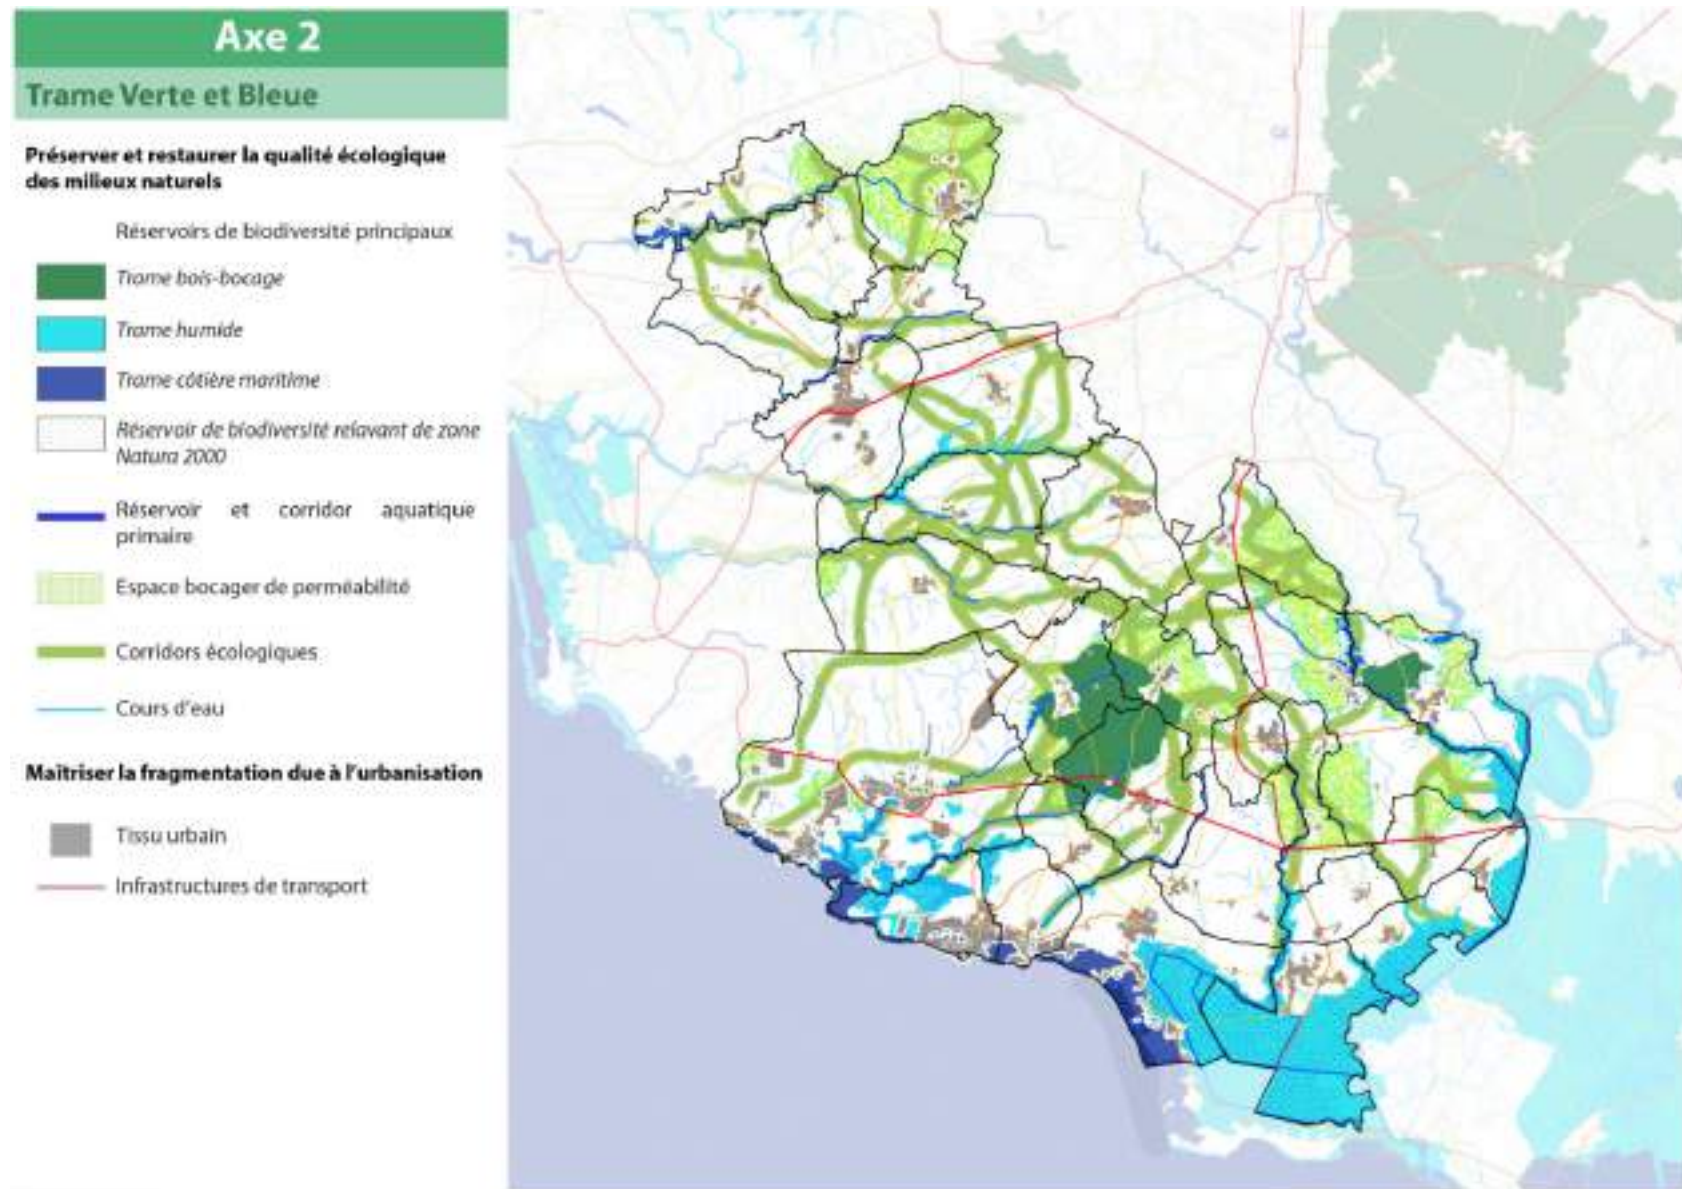 Axe 2
Trame Verte et Bleue
Préserver et restaurer la qualité écologique
des milieux naturels
Réservoirs de biodiversité principaux
Trame bois-bocage
Trame humide
Trame côtière maritime
Réservoir de biodiversité relavant de zone
Natura 2000
Réservoir et corridor aquatique
primaire
Espace bocager de perméabilité
Corridors écologiques
Cours d'eau
Maîtriser la fragmentation due à l'urbanisation
Tissu urbain
Infrastructures de transport